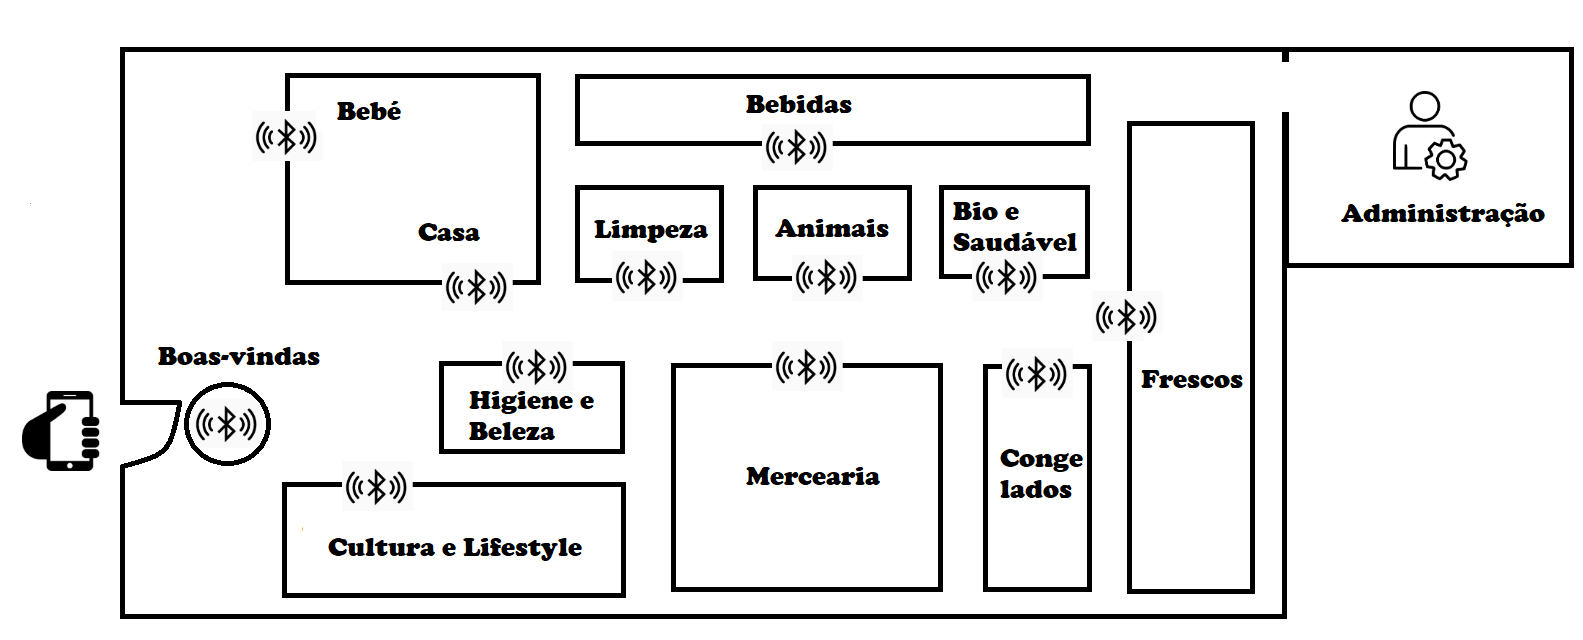 Bebé
Bebidas
Casa
Limpeza
Animais
Bio e
Saudável
Administração
Boas-vindas
Higiene e
Beleza
Frescos
Mercearia
Conge
lados
Cultura e Lifestyle